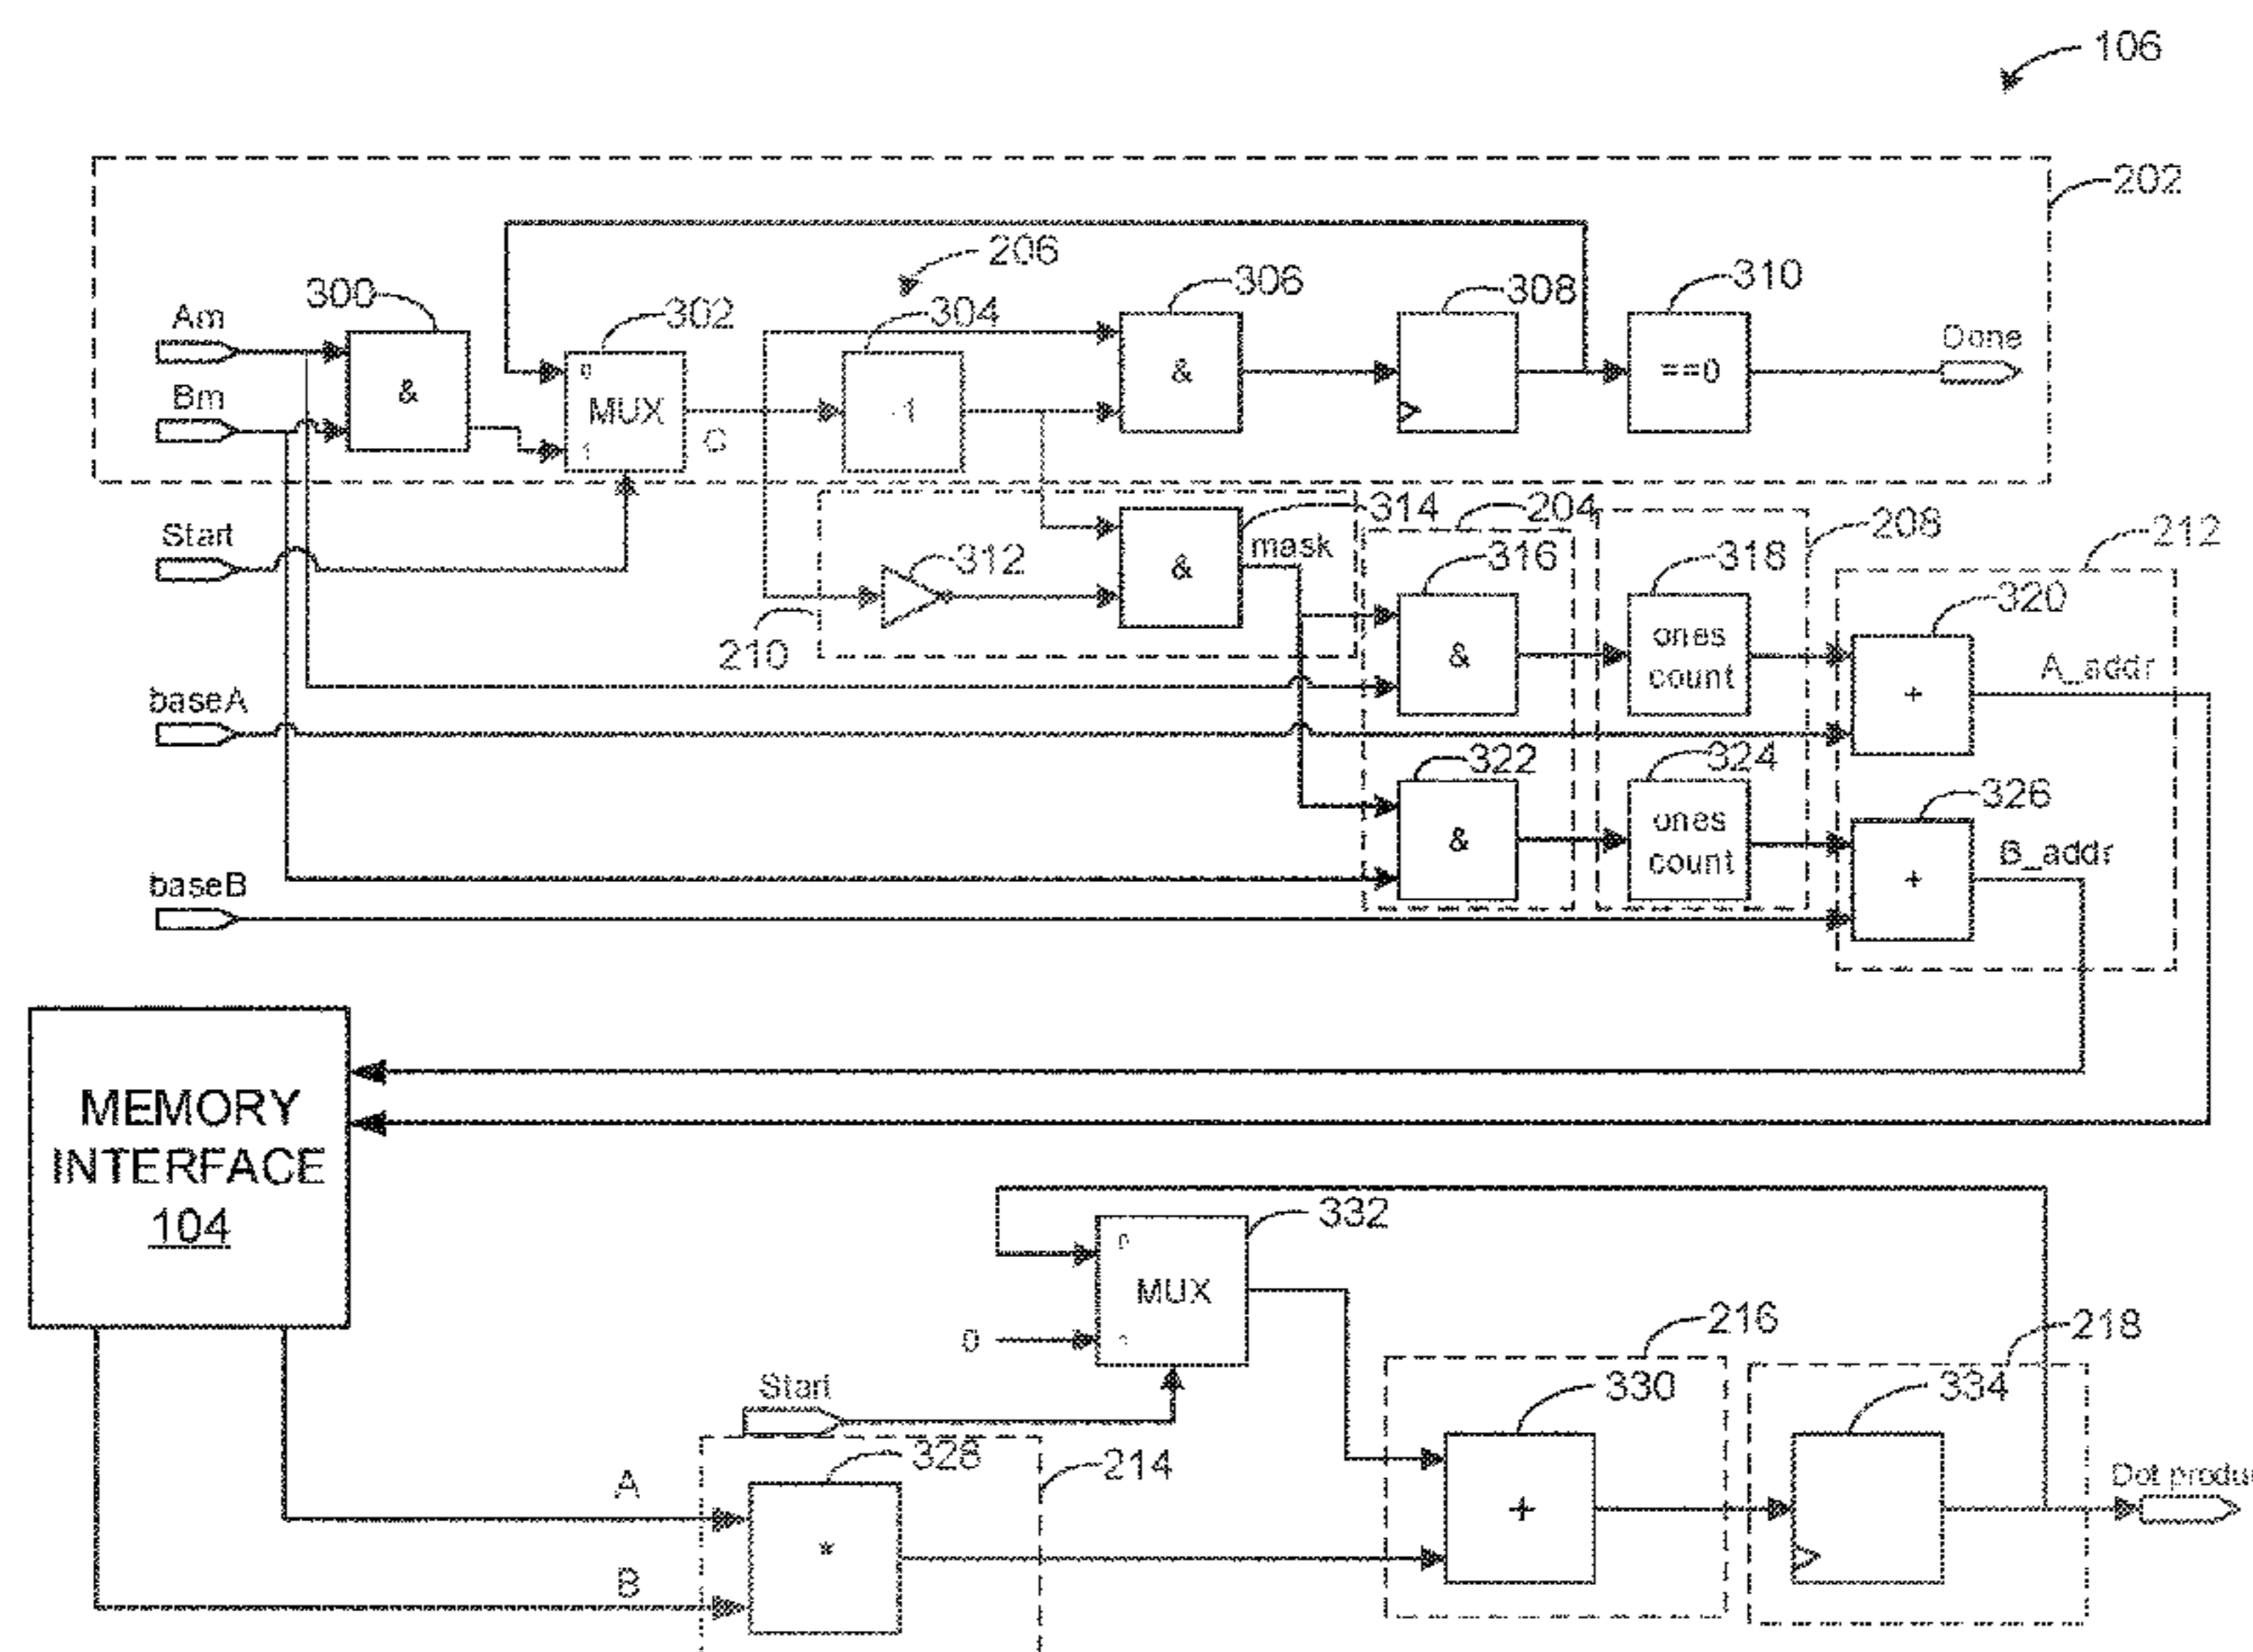 106
202
206
300
302
304
306
308
310
Am
Bm
&
0
MUX
1
C
-1
&
==0
Done
Start
210
312
314
&
mask
204
316
&
208
318
ones
count
212
320
+
A_addr
baseA
322
&
324
ones
count
326
+
B_addr
baseB
MEMORY
INTERFACE
104
332
0
MUX
1
0
Start
328
214
A
B
*
216
330
+
218
334
Dot produ